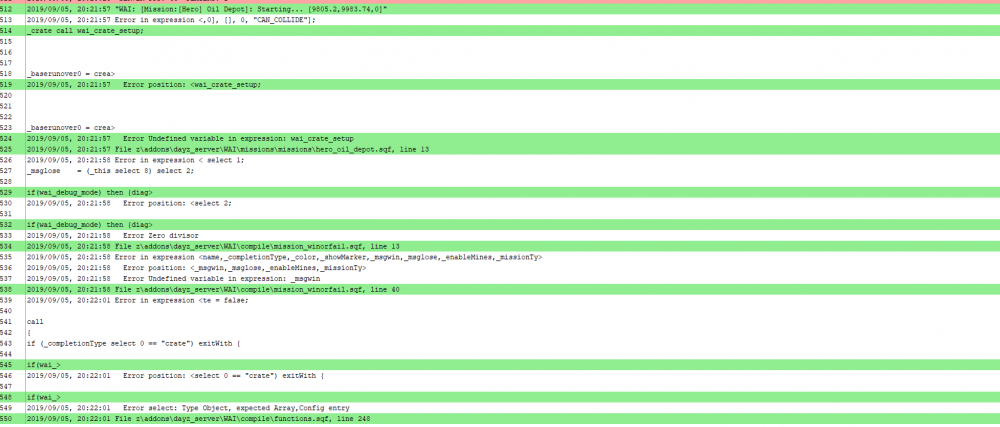 512 2019/09/05, 20:21:57 "WAI: [Mission:[Hero] Oil Depot]: Starting... [9805.2,9983.74,0]"
513 2019/09/05, 20:21:57 Error in expression <,0], [], 0, "CAN_COLLIDE"];
514 _crate call wai_crate_setup;
515
516
517
518 _baserunover0 = crea>
519 2019/09/05, 20:21:57   Error position: <wai_crate_setup;
520
521
522
523 _baserunover0 = crea>
524 2019/09/05, 20:21:57   Error Undefined variable in expression: wai_crate_setup
525 2019/09/05, 20:21:57 File z\addons\dayz_server\WAI\missions\missions\hero_oil_depot.sqf, line 13
526 2019/09/05, 20:21:58 Error in expression < select 1;
527 _msglose    = (_this select 8) select 2;
528
529 if(wai_debug_mode) then {diag>
530 2019/09/05, 20:21:58   Error position: <select 2;
531
532 if(wai_debug_mode) then {diag>
533 2019/09/05, 20:21:58   Error Zero divisor
534 2019/09/05, 20:21:58 File z\addons\dayz_server\WAI\compile\mission_winorfail.sqf, line 13
535 2019/09/05, 20:21:58 Error in expression <name,_completionType,_color,_showMarker,_msgwin,_msglose,_enableMines,_missionTy>
536 2019/09/05, 20:21:58   Error position: <_msgwin,_msglose,_enableMines,_missionTy>
537 2019/09/05, 20:21:58   Error Undefined variable in expression: _msgwin
538 2019/09/05, 20:21:58 File z\addons\dayz_server\WAI\compile\mission_winorfail.sqf, line 40
539 2019/09/05, 20:22:01 Error in expression <te = false;
540
541 call
542 {
543 if (_completionType select 0 == "crate") exitWith {
544
545 if(wai_>
546 2019/09/05, 20:22:01   Error position: <select 0 == "crate") exitWith {
547
548 if(wai_>
549 2019/09/05, 20:22:01   Error select: Type Object, expected Array,Config entry
550 2019/09/05, 20:22:01 File z\addons\dayz_server\WAI\compile\functions.sqf, line 248